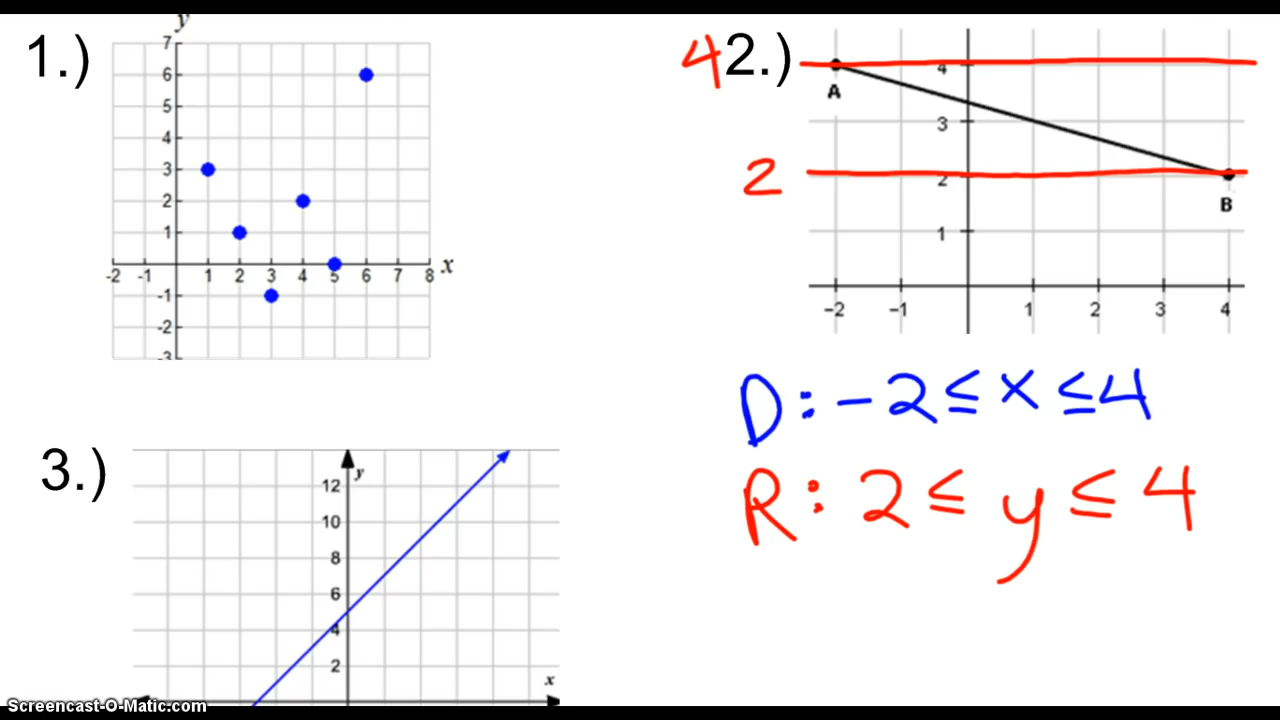 1.)
y
7
6
5
4
3
2
1
-2 -1 1 2 3 4 5 6 7 8 x
-1
-2
-3
4 2.)
4
A
3
2
2
B
1
−2 −1 1 2 3 4
D: -2 ≤ x ≤ 4
R: 2 ≤ y ≤ 4
3.)
y
12
10
8
6
4
2
x
Screencast-O-Matic.com